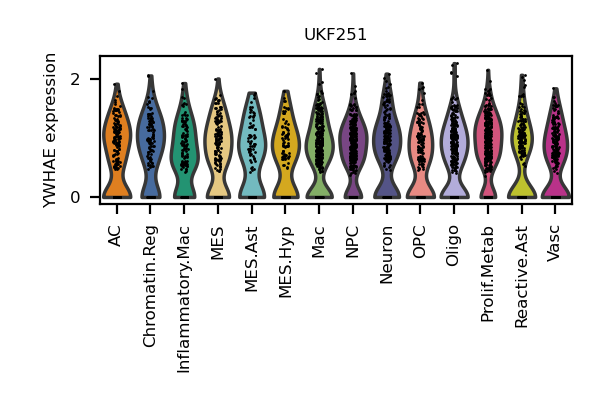 UKF251
YWHAE expression
2
0
AC
Chromatin.Reg
Inflammatory.Mac
MES
MES.Ast
MES.Hyp
Mac
NPC
Neuron
OPC
Oligo
Prolif.Metab
Reactive.Ast
Vasc